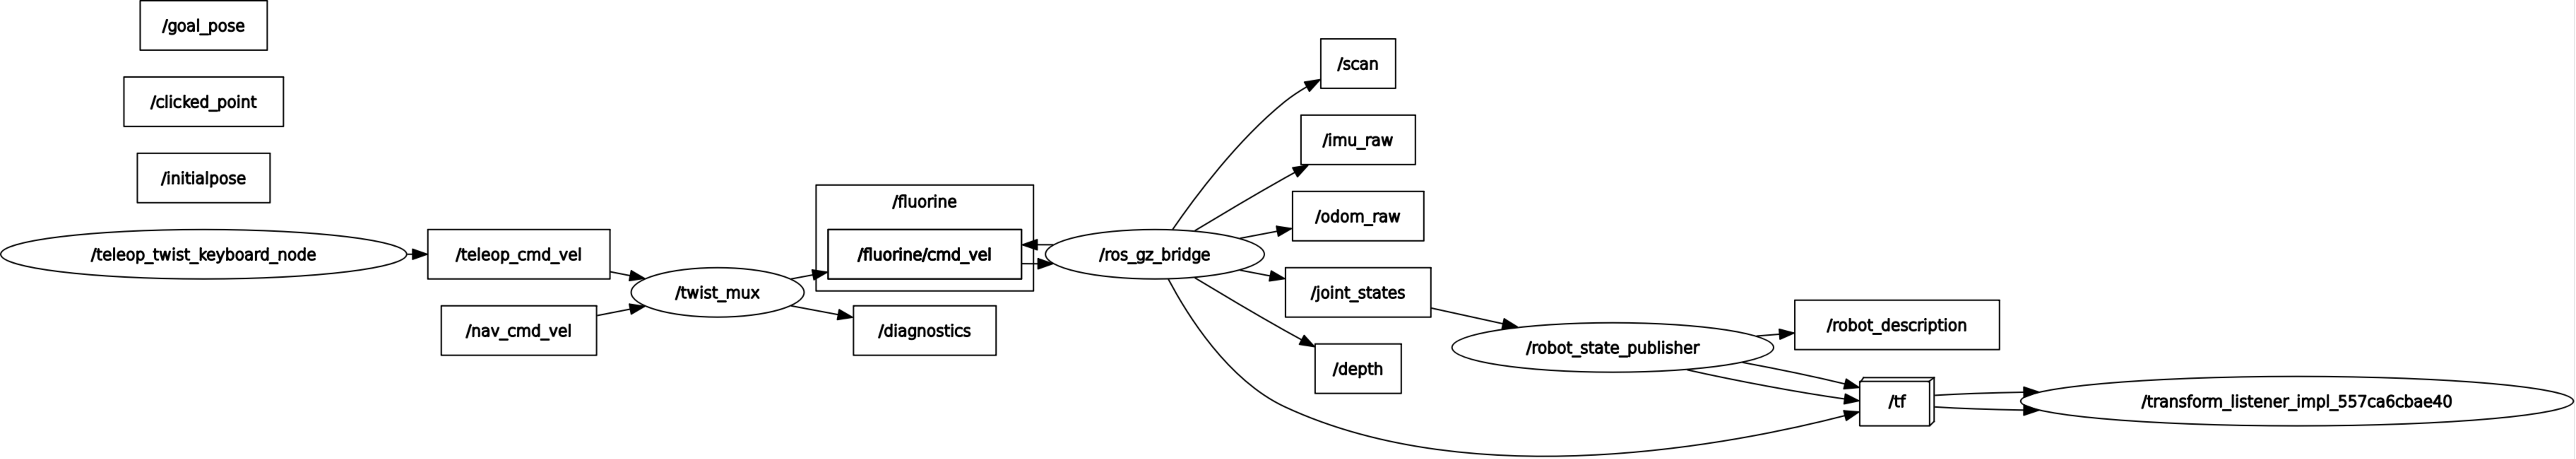 /goal_pose
/clicked_point
/initialpose
/teleop_twist_keyboard_node
/teleop_cmd_vel
/nav_cmd_vel
/twist_mux
/fluorine
/fluorine/cmd_vel
/diagnostics
/ros_gz_bridge
/scan
/imu_raw
/odom_raw
/joint_states
/depth
/robot_state_publisher
/robot_description
/tf
/transform_listener_impl_557ca6cbae40